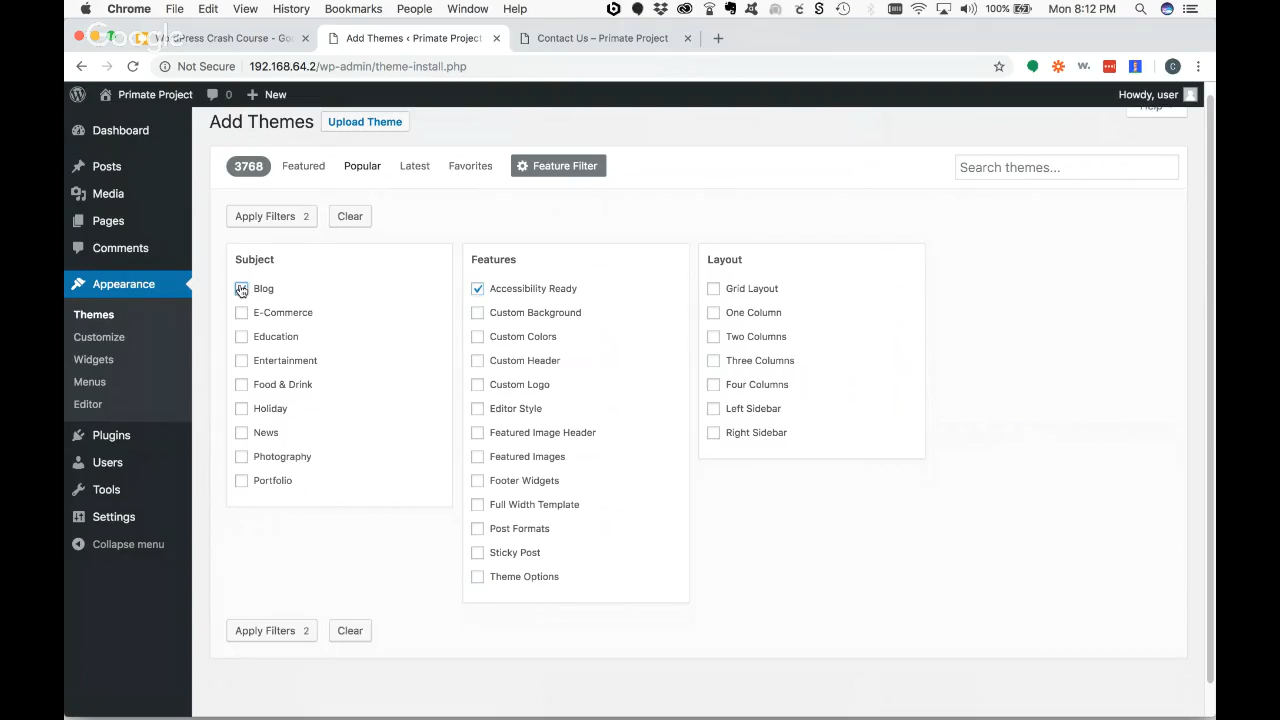 Chrome File Edit View History Bookmarks People Window Help 100% Mon 8:12 PM
Google
WordPress Crash Course - Go
Add Themes ‹ Primate Project
Contact Us – Primate Project
Not Secure 192.168.64.2/wp-admin/theme-install.php
Primate Project 0 New Howdy, user
Add Themes Upload Theme Help
3768 Featured Popular Latest Favorites Feature Filter Search themes...
Apply Filters 2 Clear
Subject
Blog
E-Commerce
Education
Entertainment
Food & Drink
Holiday
News
Photography
Portfolio
Features
Accessibility Ready
Custom Background
Custom Colors
Custom Header
Custom Logo
Editor Style
Featured Image Header
Featured Images
Footer Widgets
Full Width Template
Post Formats
Sticky Post
Theme Options
Layout
Grid Layout
One Column
Two Columns
Three Columns
Four Columns
Left Sidebar
Right Sidebar
Apply Filters 2 Clear
Dashboard
Posts
Media
Pages
Comments
Appearance
Themes
Customize
Widgets
Menus
Editor
Plugins
Users
Tools
Settings
Collapse menu